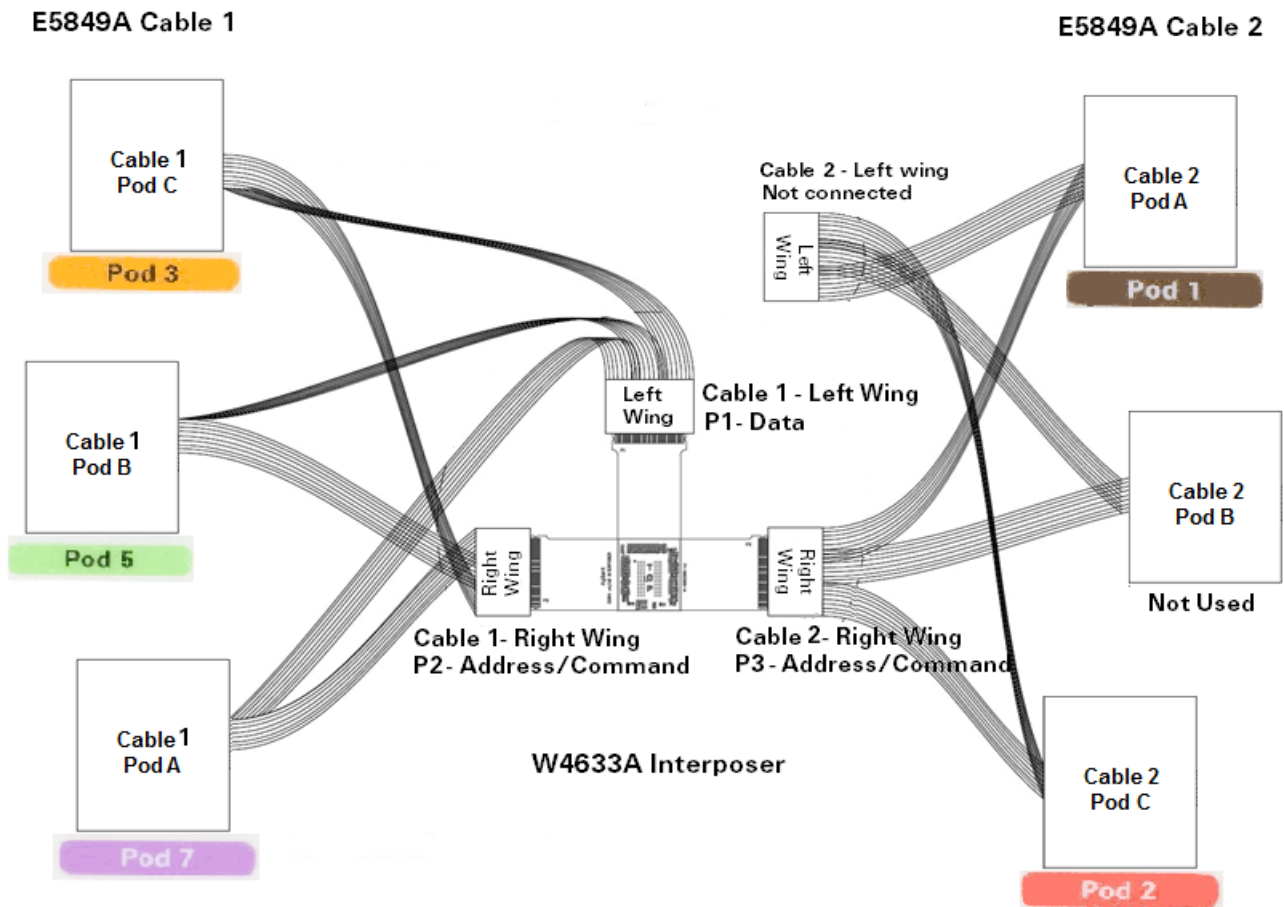 E5849A Cable 1
E5849A Cable 2
Cable 1
Pod C
Pod 3
Cable 2 - Left wing
Not connected
Left
Wing
Cable 2
Pod A
Pod 1
Cable 1
Pod B
Pod 5
Left
Wing
Cable 1 - Left Wing
P1- Data
Cable 2
Pod B
Not Used
Right
Wing
Right
Wing
Cable 1- Right Wing
P2- Address/Command
Cable 2- Right Wing
P3- Address/Command
Cable 1
Pod A
Pod 7
W4633A Interposer
Cable 2
Pod C
Pod 2